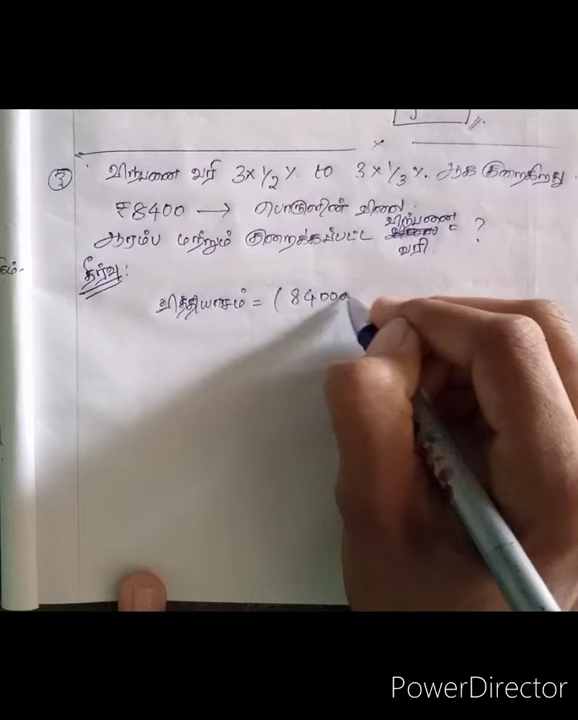 ③ விற்பனை வரி 3×1/2 % to 3×1/3 %. ஆக குறைகிறது.
₹8400 → பொருளின் விலை.
ஆரம்ப மற்றும் குறைக்கப்பட்ட விற்பனை வரி = ?
தீர்வு:
வித்தியாசம் = ( 8400
PowerDirector